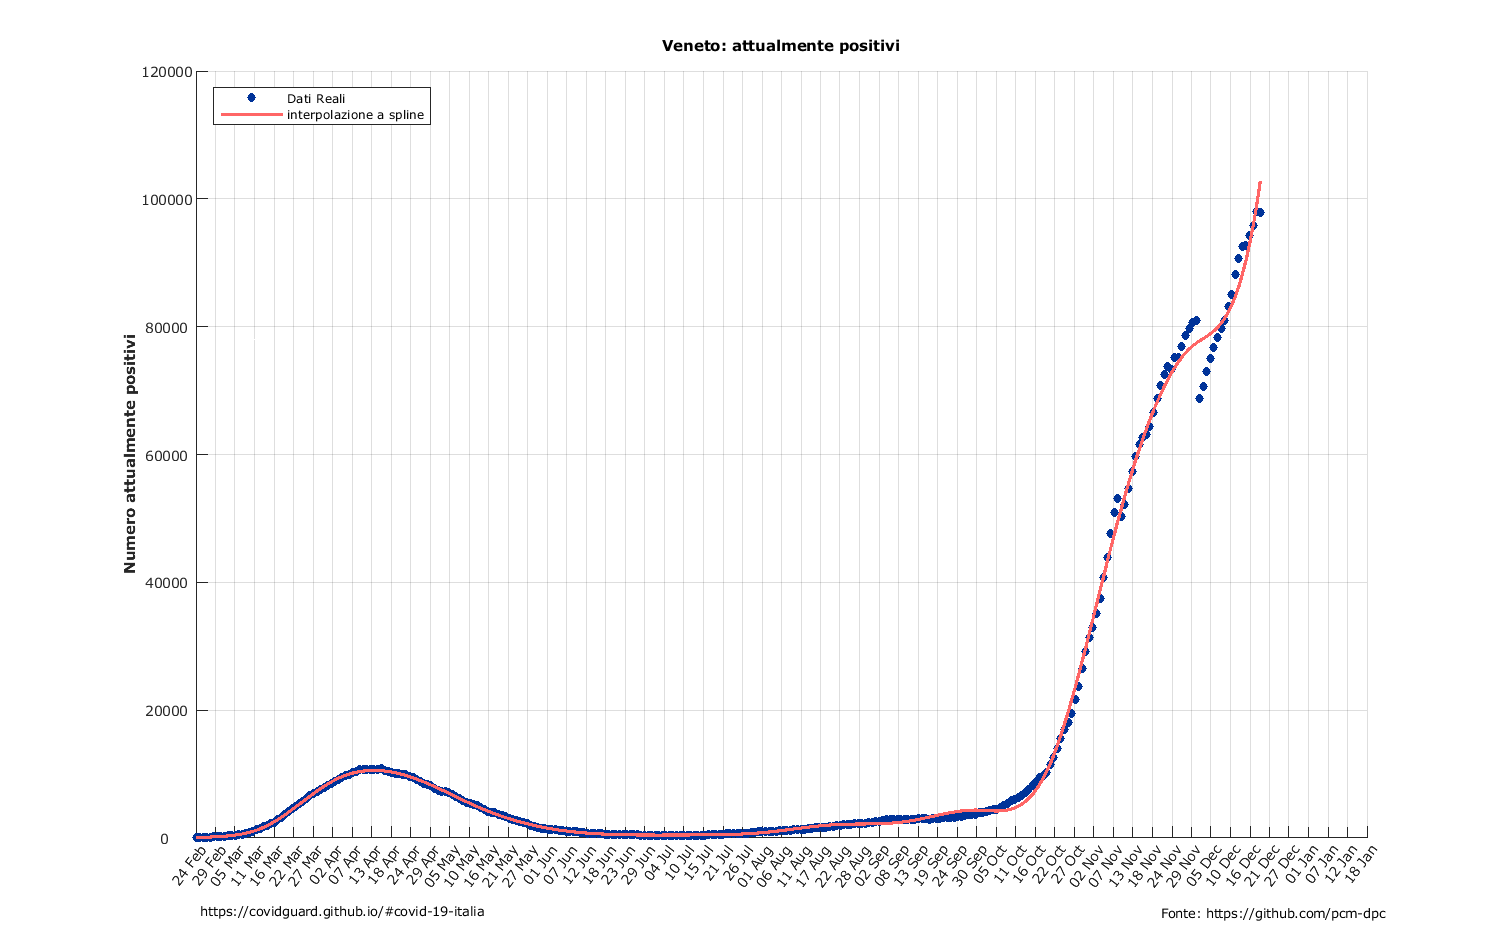 Veneto: attualmente positivi
120000
100000
80000
60000
40000
20000
0
Numero attualmente positivi
Dati Reali
interpolazione a spline
24 Feb
29 Feb
05 Mar
11 Mar
16 Mar
22 Mar
27 Mar
02 Apr
07 Apr
13 Apr
18 Apr
24 Apr
29 Apr
05 May
10 May
16 May
21 May
27 May
01 Jun
07 Jun
12 Jun
18 Jun
23 Jun
29 Jun
04 Jul
10 Jul
15 Jul
21 Jul
26 Jul
01 Aug
06 Aug
11 Aug
17 Aug
22 Aug
28 Aug
02 Sep
08 Sep
13 Sep
19 Sep
24 Sep
30 Oct
05 Oct
11 Oct
16 Oct
22 Oct
27 Oct
02 Nov
07 Nov
13 Nov
18 Nov
24 Nov
29 Nov
05 Dec
10 Dec
16 Dec
21 Dec
27 Dec
01 Jan
07 Jan
12 Jan
18 Jan
https://covidguard.github.io/#covid-19-italia
Fonte: https://github.com/pcm-dpc